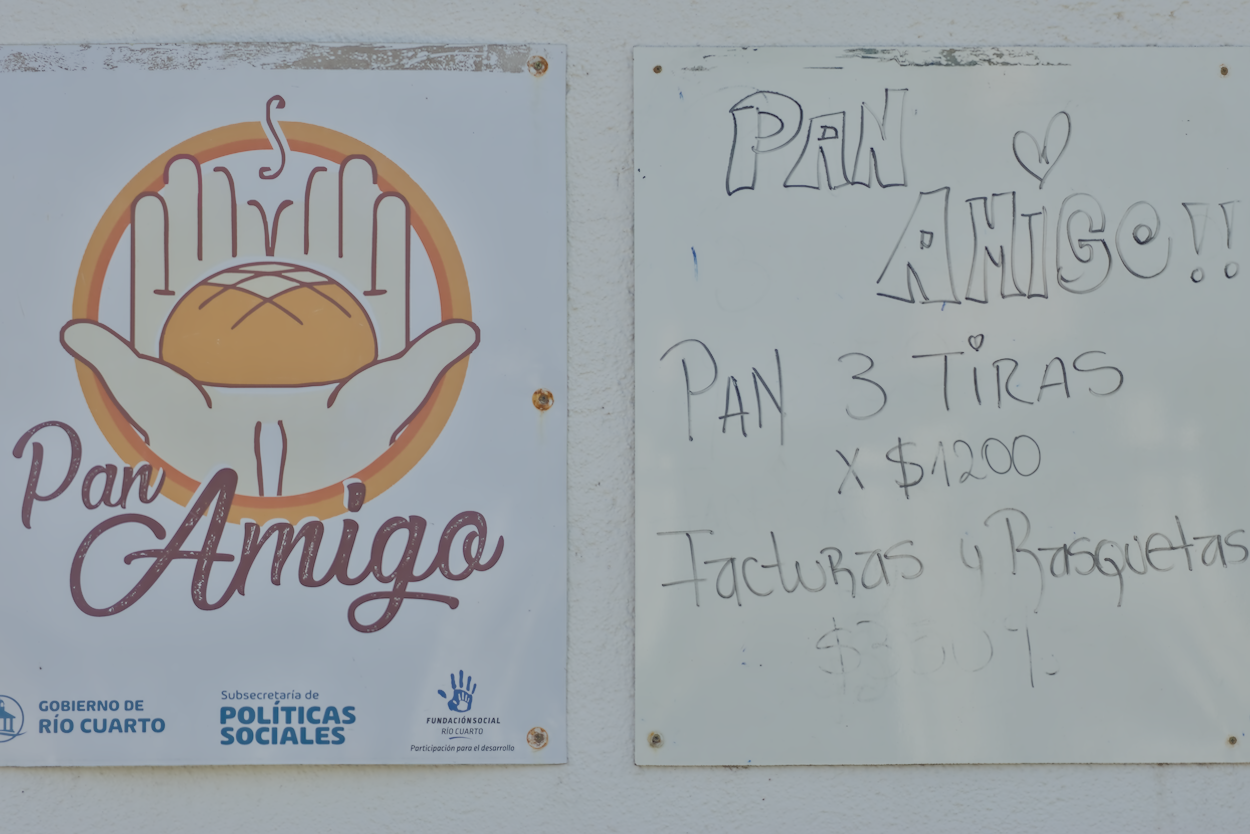 Pan
Amigo
GOBIERNO DE
RÍO CUARTO
Subsecretaría de
POLÍTICAS
SOCIALES
FUNDACIÓNSOCIAL
RÍO CUARTO
Participación para el desarrollo
PAN
AMiGO!!
PAN 3 TiRAS
X $1200
Facturas y Rasquetas